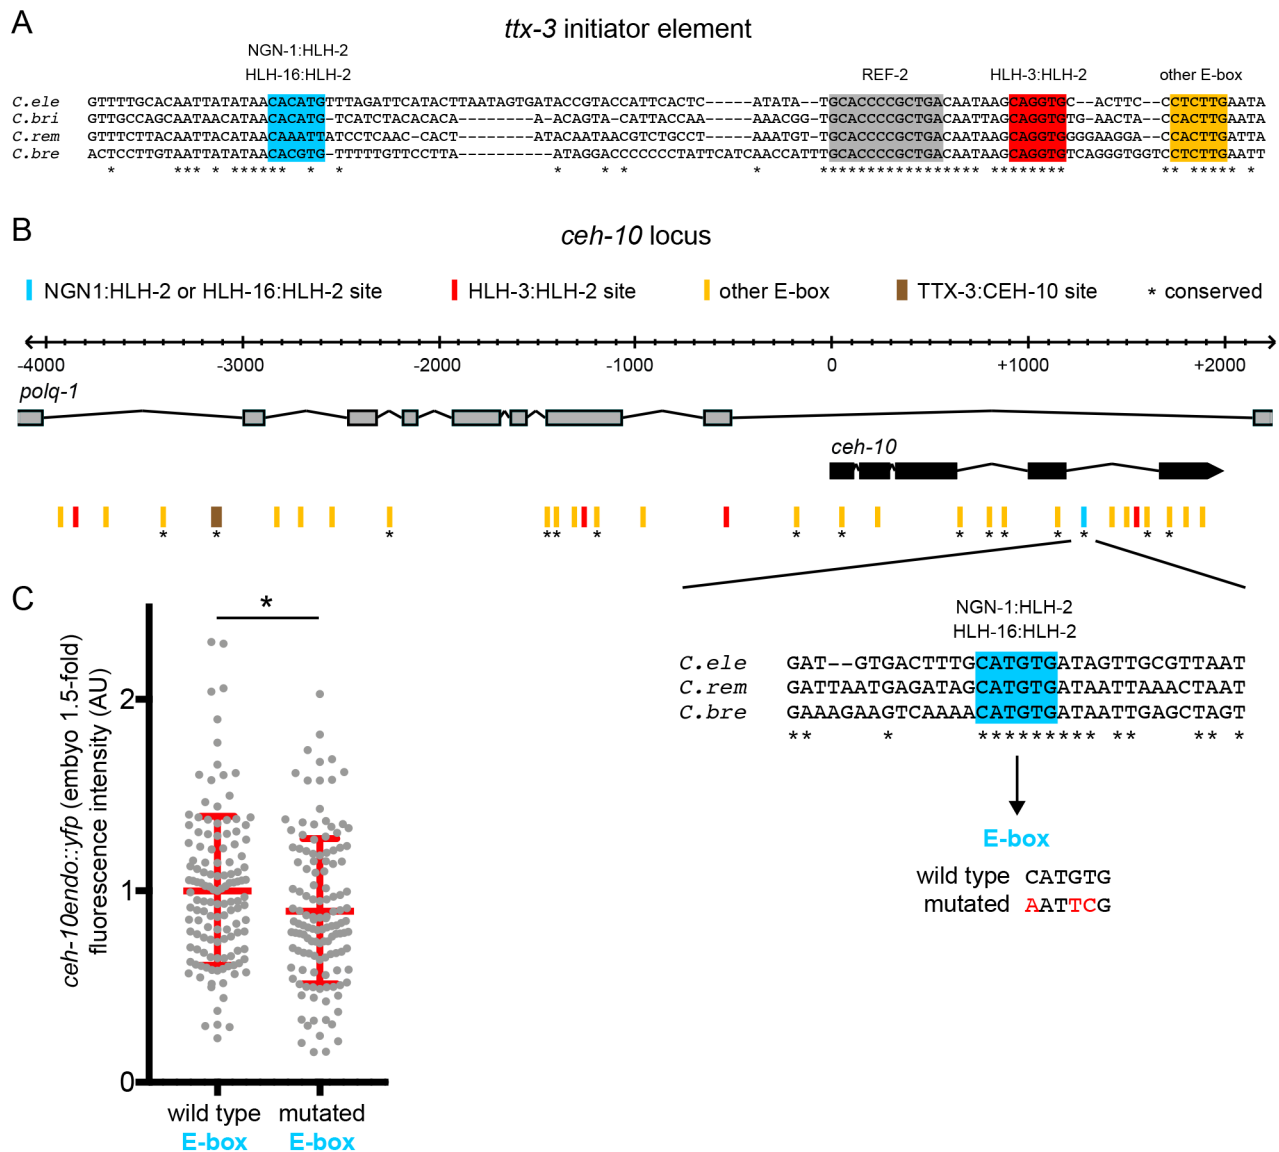 A
ttx-3 initiator element
NGN-1:HLH-2
HLH-16:HLH-2
REF-2
HLH-3:HLH-2
other E-box
C.ele GTTTTGCACAATTATATAACACATGTTTAGATTCATACTTAATAGTGATACCGTACCATTCACTC-----ATATA--TGCACCCCGCTGACAATAAGCAGGTGC--ACTTC--CCTCTTGAATA
C.bri GTTGCCAGCAATAACATAACACATG-TCATCTACACACA--------A-ACAGTA-CATTACCAA-----AAACGG-TGCACCCCGCTGACAATTAGCAGGTGTG-AACTA--CCACTTGAATA
C.rem GTTTCTTACAATTACATAACAAATTATCCTCAAC-CACT--------A-ATACAATACGTCTGCCT----AAATGT-TGCACCCCGCTGACAATAAGCAGGTGGGGAAGGA--CCACTTGATTA
C.bre ACTCCTTGTAATTATATAACACGTG-TTTTTGTTCCTTA----------ATAGGACCCCCCCTATTCATCAACCATTTGCACCCCGCTGACAATAAGCAGGTGTCAGGGTGGTCCTCTTGAATT
B
ceh-10 locus
NGN1:HLH-2 or HLH-16:HLH-2 site
HLH-3:HLH-2 site
other E-box
TTX-3:CEH-10 site
* conserved
-4000 -3000 -2000 -1000 0 +1000 +2000
polq-1
ceh-10
NGN-1:HLH-2
HLH-16:HLH-2
C.ele GAT--GTGACTTTGCATGTGATAGTTGCGTTAAT
C.rem GATTAATGAGATAGCATGTGATAATTAAACTAAT
C.bre GAAAGAAGTCAAAACATGTGATAATTGAGCTAGT
E-box
wild type CATGTG
mutated AATTCG
C
ceh-10endo::yfp (embyo 1.5-fold)
fluorescence intensity (AU)
*
2
1
0
wild type
E-box
mutated
E-box